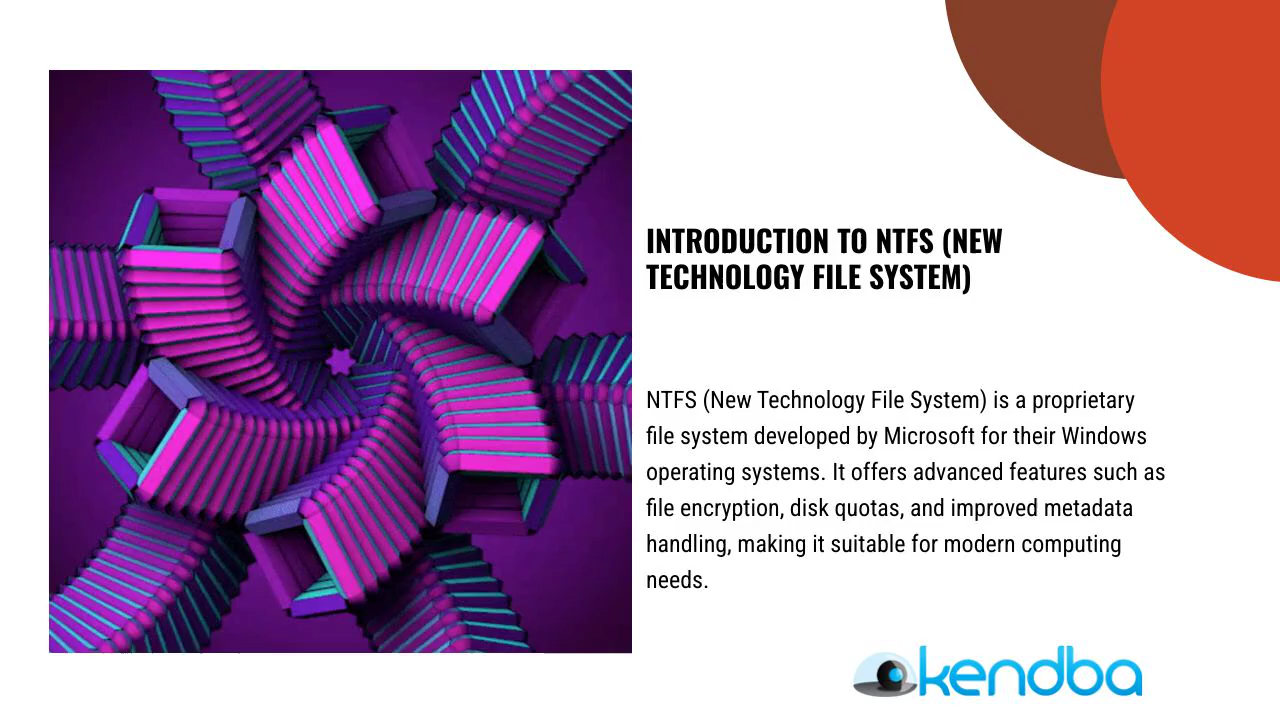 INTRODUCTION TO NTFS (NEW
TECHNOLOGY FILE SYSTEM)
NTFS (New Technology File System) is a proprietary
file system developed by Microsoft for their Windows
operating systems. It offers advanced features such as
file encryption, disk quotas, and improved metadata
handling, making it suitable for modern computing
needs.
kendba